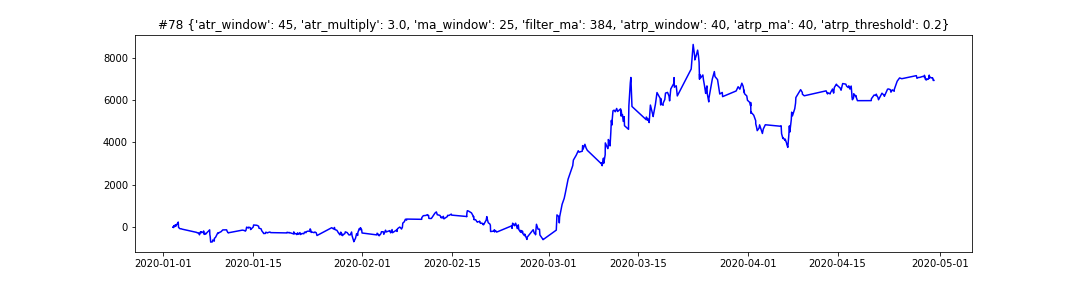 #78 {'atr_window': 45, 'atr_multiply': 3.0, 'ma_window': 25, 'filter_ma': 384, 'atrp_window': 40, 'atrp_ma': 40, 'atrp_threshold': 0.2}
8000
6000
4000
2000
0
2020-01-01 2020-01-15 2020-02-01 2020-02-15 2020-03-01 2020-03-15 2020-04-01 2020-04-15 2020-05-01